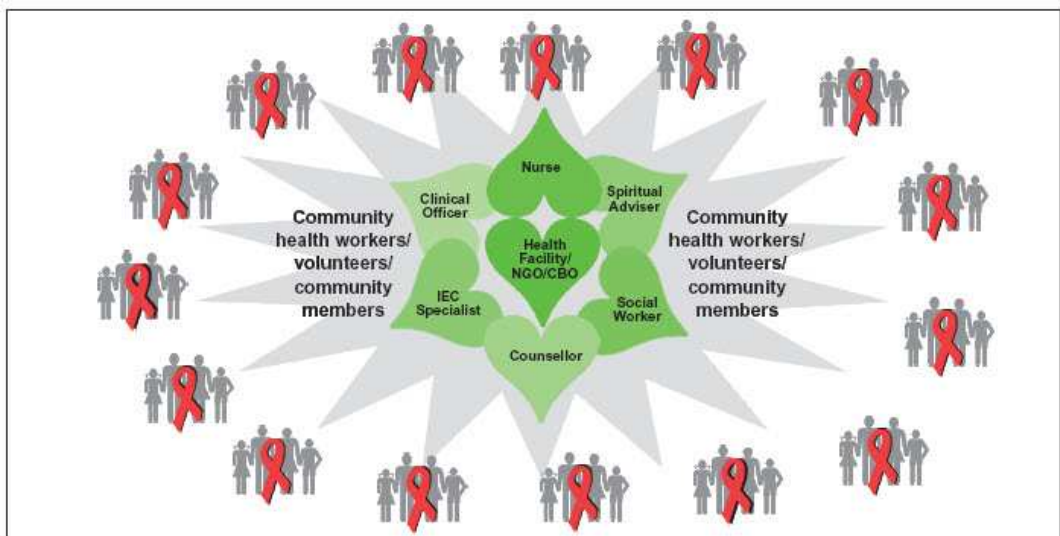 Nurse
Clinical
Officer
Spiritual
Adviser
Community
health workers/
volunteers/
community
members
Health
Facility/
NGO/CBO
Community
health workers/
volunteers/
community
members
IEC
Specialist
Social
Worker
Counsellor